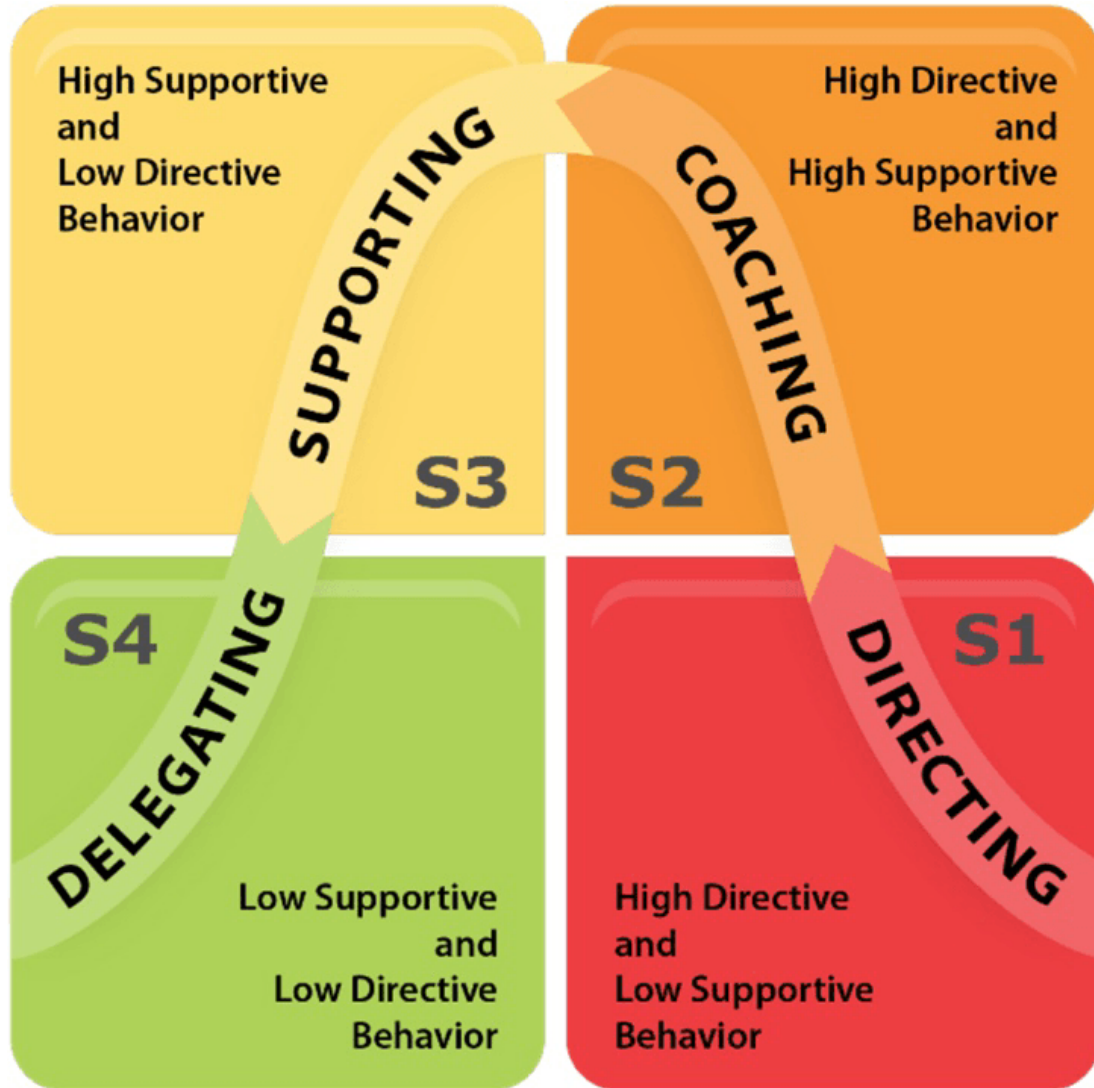 High Supportive
and
Low Directive
Behavior
SUPPORTING
S3
High Directive
and
High Supportive
Behavior
COACHING
S2
S4
DELEGATING
Low Supportive
and
Low Directive
Behavior
S1
DIRECTING
High Directive
and
Low Supportive
Behavior